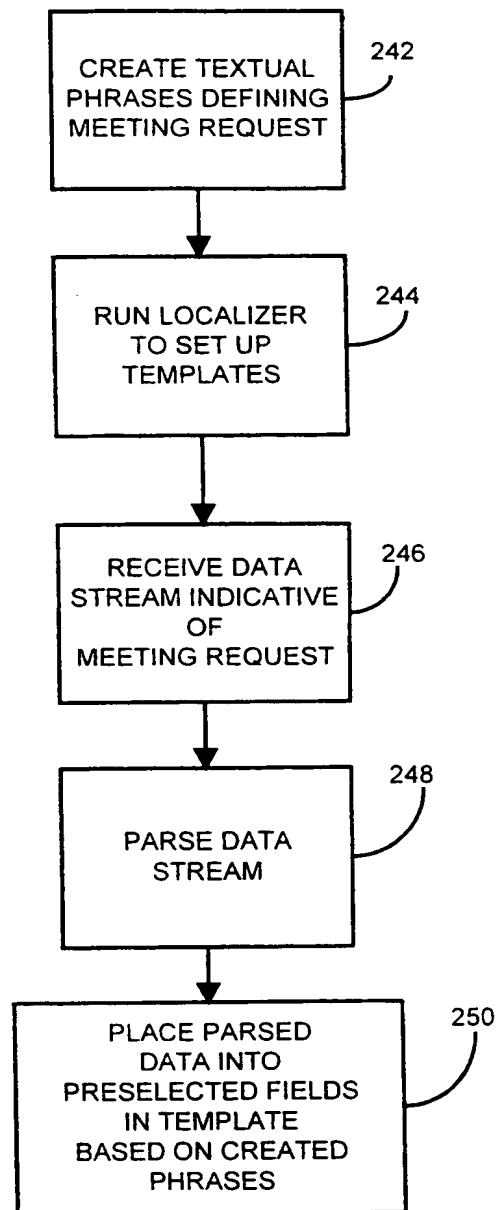 CREATE TEXTUAL
PHRASES DEFINING
MEETING REQUEST
242
RUN LOCALIZER
TO SET UP
TEMPLATES
244
RECEIVE DATA
STREAM INDICATIVE
OF
MEETING REQUEST
246
PARSE DATA
STREAM
248
PLACE PARSED
DATA INTO
PRESELECTED FIELDS
IN TEMPLATE
BASED ON CREATED
PHRASES
250